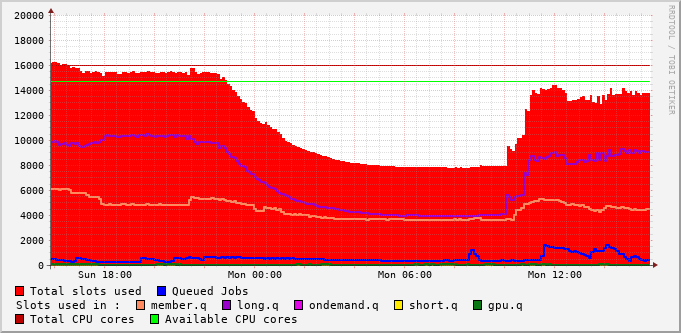 RRDTOOL / TOBI OETIKER
20000
18000
16000
14000
12000
10000
8000
6000
4000
2000
0
Sun 18:00 Mon 00:00 Mon 06:00 Mon 12:00
Total slots used Queued Jobs
Slots used in : member.q long.q ondemand.q short.q gpu.q
Total CPU cores Available CPU cores